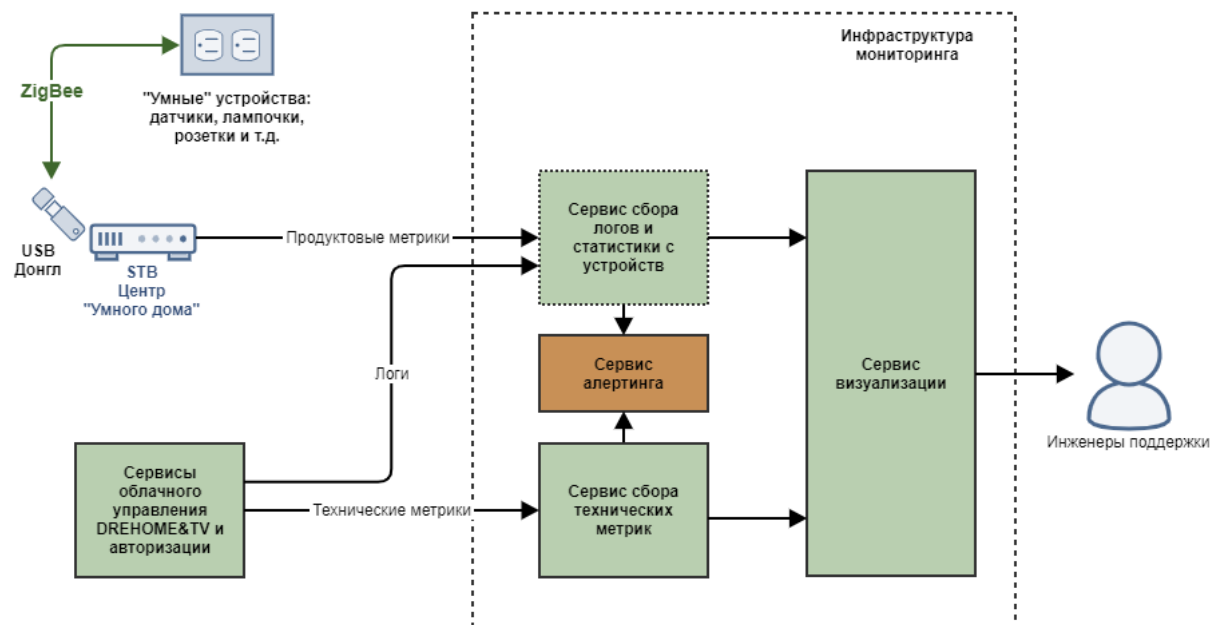 Инфраструктура
мониторинга
ZigBee
"Умные" устройства:
датчики, лампочки,
розетки и т.д.
USB
Донгл
STB
Центр
"Умного дома"
Продуктовые метрики
Сервис сбора
логов и
статистики с
устройств
Логи
Сервис
алертинга
Сервис
визуализации
Инженеры поддержки
Сервисы
облачного
управления
DREHOME&TV и
авторизации
Технические метрики
Сервис сбора
технических
метрик